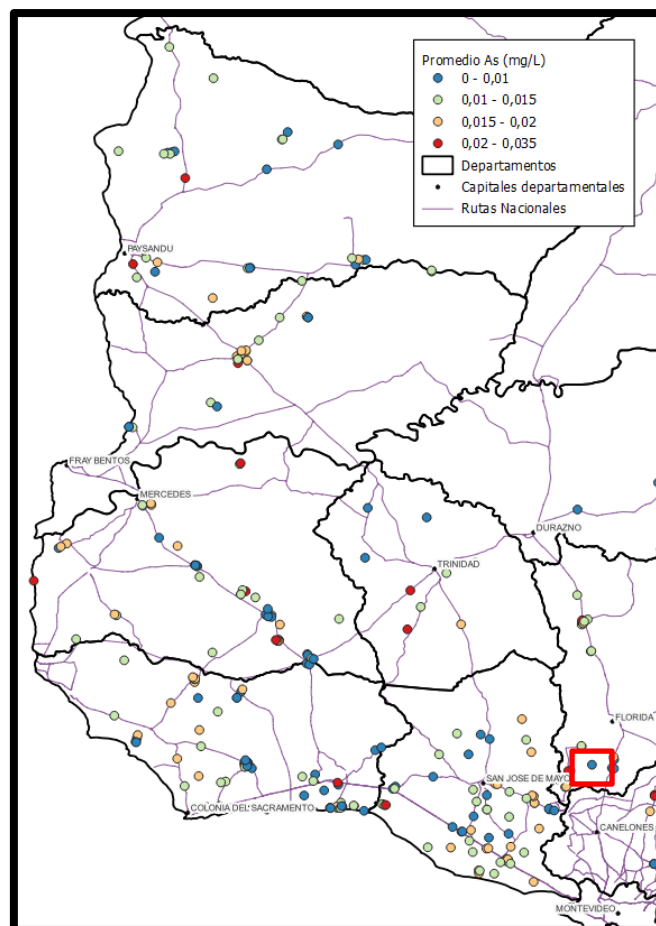 Promedio As (mg/L)
0 - 0,01
0,01 - 0,015
0,015 - 0,02
0,02 - 0,035
Departamentos
Capitales departamentales
Rutas Nacionales
PAYSANDU
FRAY BENTOS
MERCEDES
DURAZNO
TRINIDAD
FLORIDA
SAN JOSE DE MAYO
COLONIA DEL SACRAMENTO
CANELONES
MONTEVIDEO